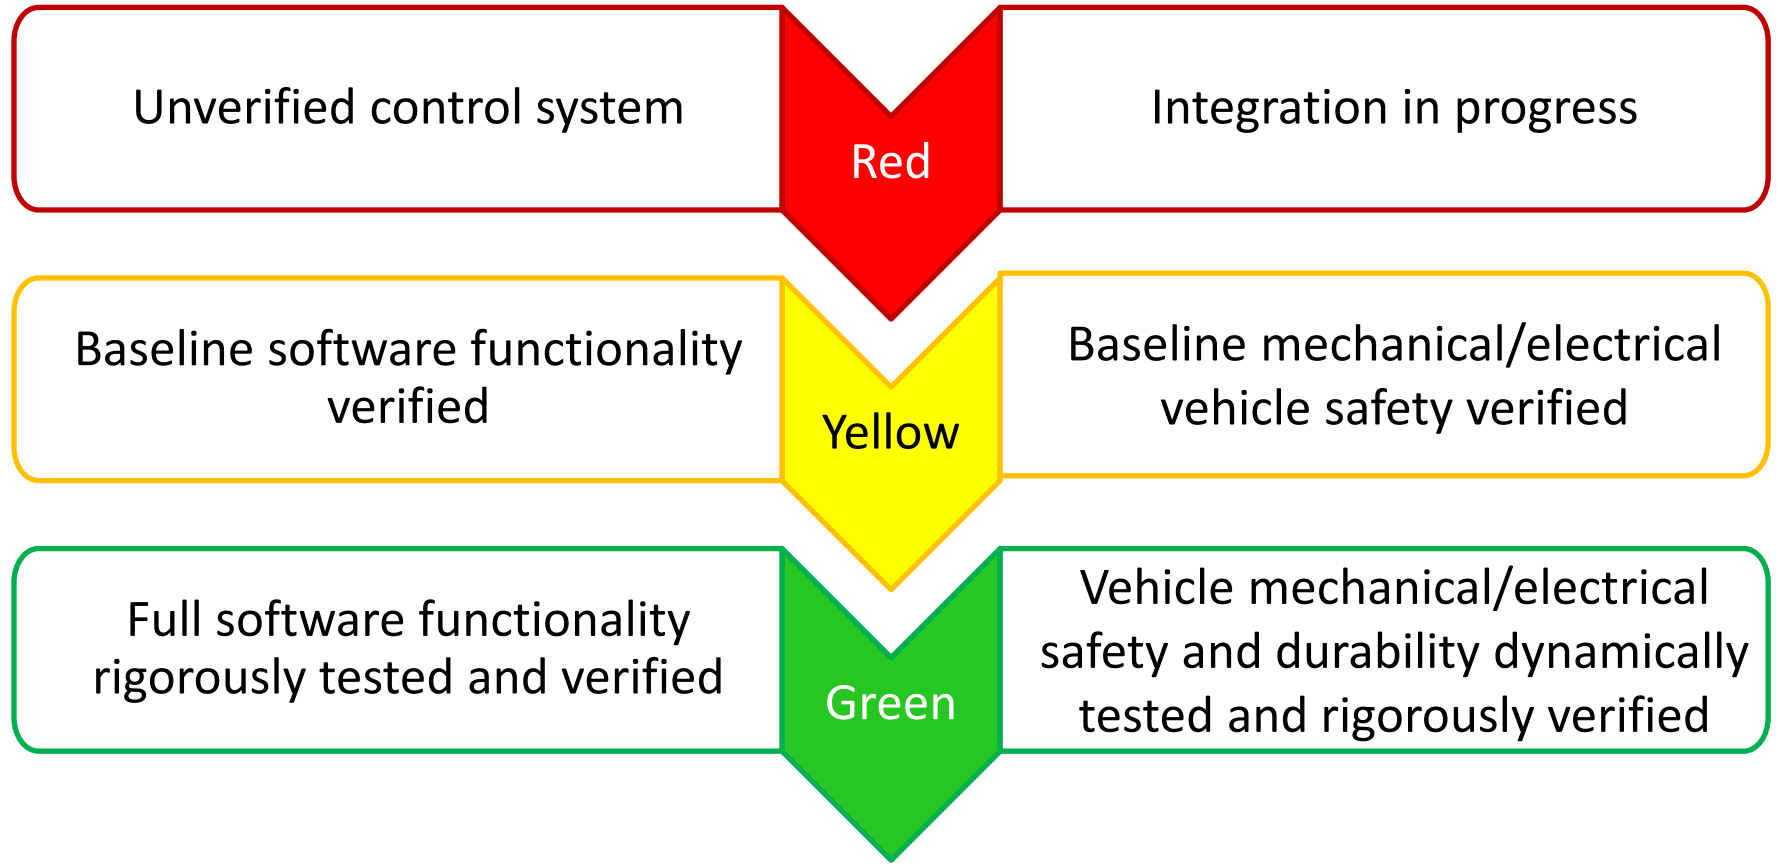 Unverified control system
Red
Integration in progress
Baseline software functionality
verified
Yellow
Baseline mechanical/electrical
vehicle safety verified
Full software functionality
rigorously tested and verified
Green
Vehicle mechanical/electrical
safety and durability dynamically
tested and rigorously verified